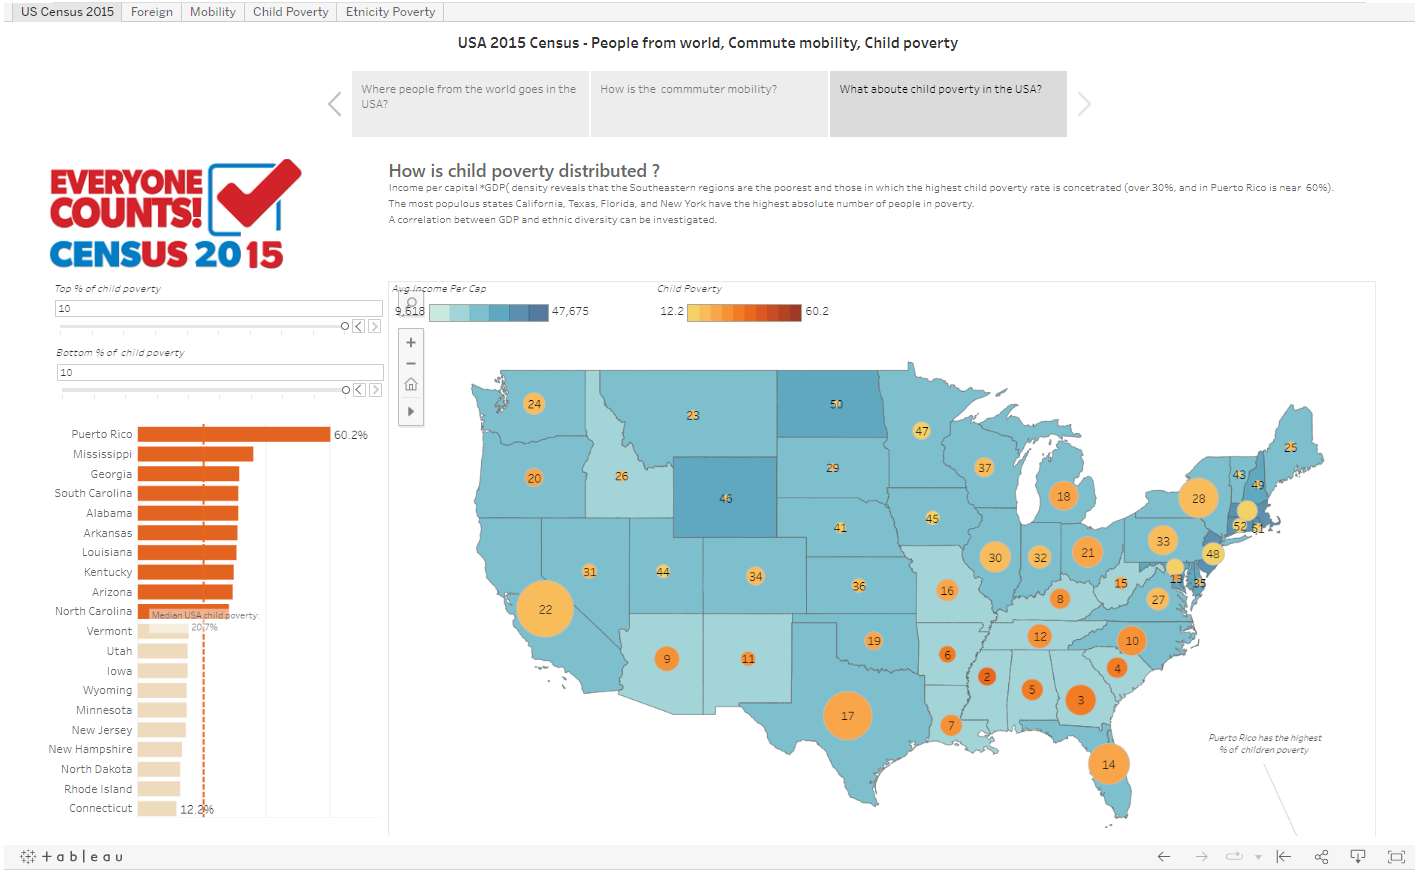 US Census 2015
Foreign
Mobility
Child Poverty
Etnicity Poverty
USA 2015 Census - People from world, Commute mobility, Child poverty
Where people from the world goes in the
USA?
How is the commmuter mobility?
What aboute child poverty in the USA?
EVERYONE
COUNTS!
CENSUS 2015
How is child poverty distributed ?
Income per capital *GDP( density reveals that the Southeastern regions are the poorest and those in which the highest child poverty rate is concetrated (over 30%, and in Puerto Rico is near 60%).
The most populous states California, Texas, Florida, and New York have the highest absolute number of people in poverty.
A correlation between GDP and ethnic diversity can be investigated.
Top % of child poverty
10
Bottom % of child poverty
10
Avg Income Per Cap
9,618
47,675
Child Poverty
12.2
60.2
Puerto Rico
60.2%
Mississippi
Georgia
South Carolina
Alabama
Arkansas
Louisiana
Kentucky
Arizona
North Carolina
Median USA child poverty:
20.7%
Vermont
Utah
Iowa
Wyoming
Minnesota
New Jersey
New Hampshire
North Dakota
Rhode Island
Connecticut
12.2%
24
23
50
47
25
20
26
46
29
37
18
28
43
49
41
45
52
51
31
44
34
36
30
32
21
33
48
13
35
22
16
8
15
27
9
11
19
6
12
10
17
7
2
5
3
4
14
Puerto Rico has the highest
% of children poverty
+ a b l e a u